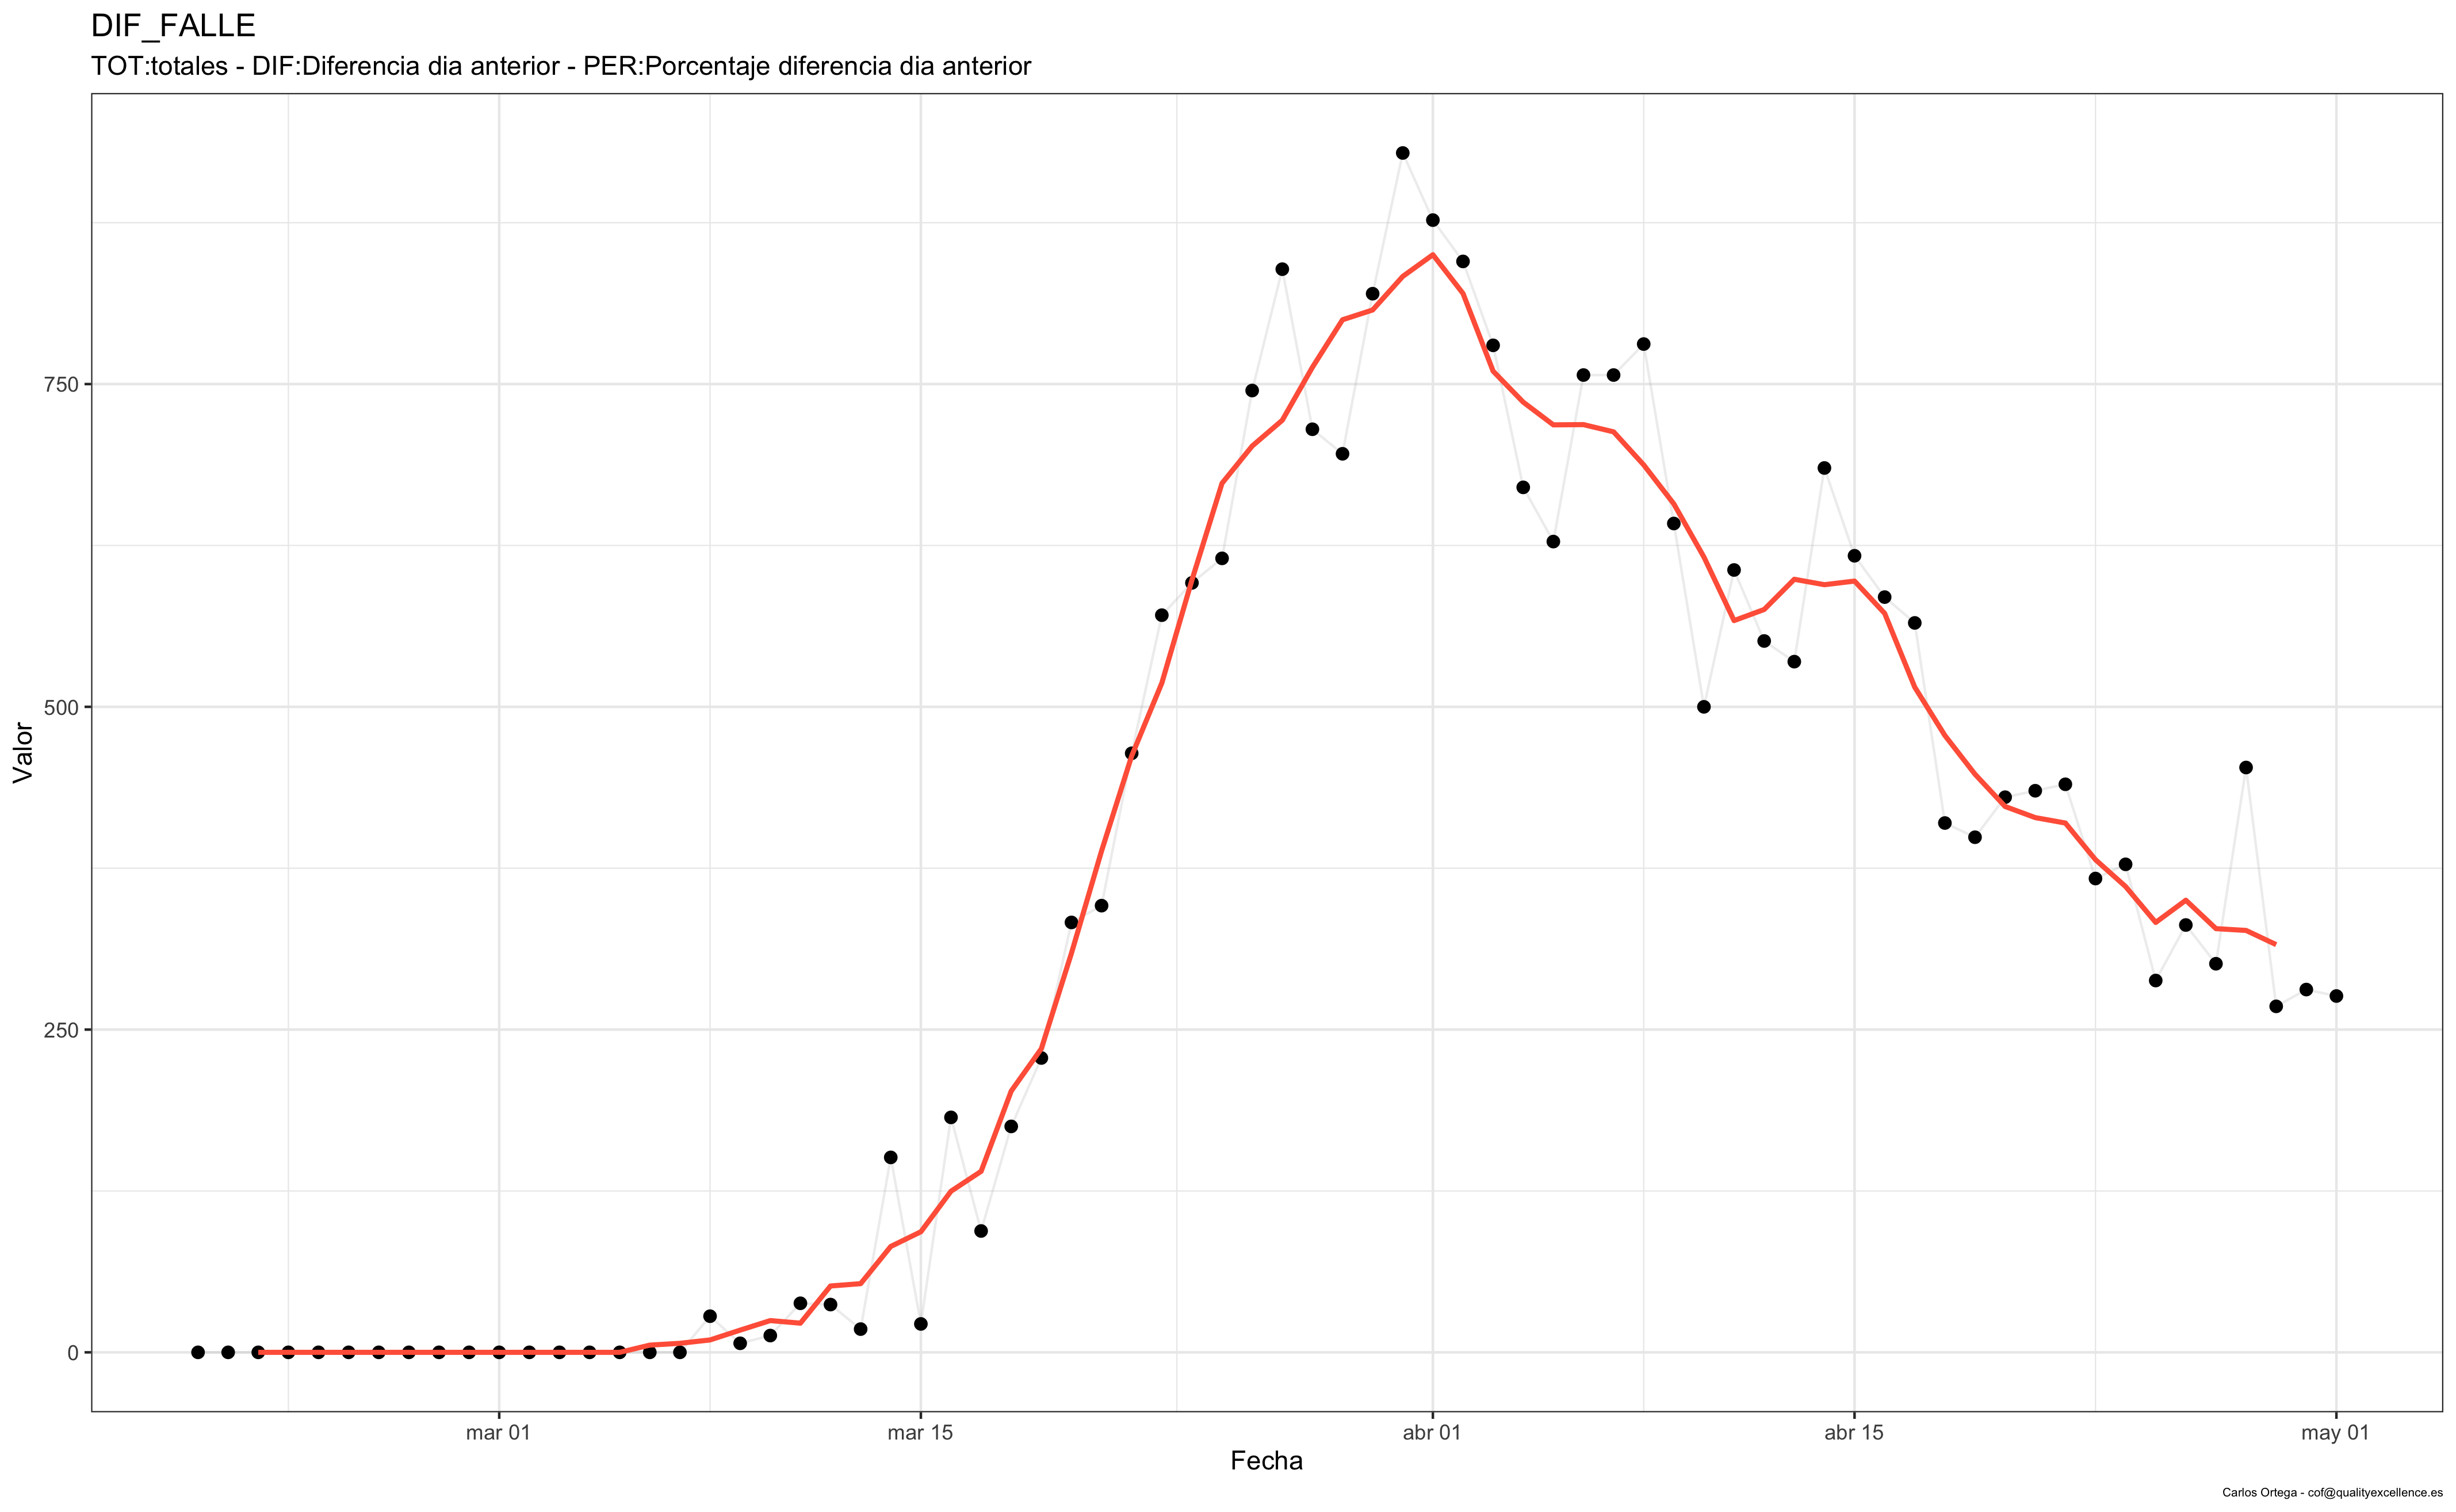 DIF_FALLE
TOT:totales - DIF:Diferencia dia anterior - PER:Porcentaje diferencia dia anterior
Valor
750
500
250
0
mar 01 mar 15 abr 01 abr 15 may 01
Fecha
Carlos Ortega - cof@qualityexcellence.es